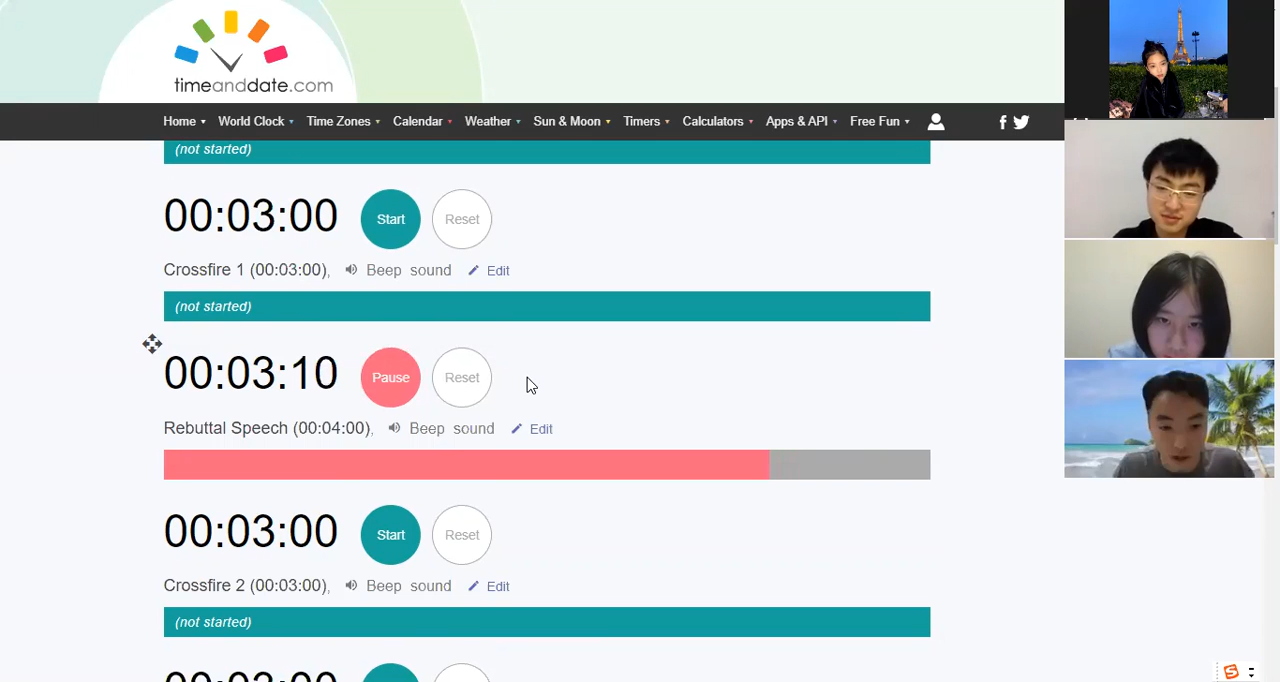 timeanddate.com
Home World Clock Time Zones Calendar Weather Sun & Moon Timers Calculators Apps & API Free Fun
(not started)
00:03:00 Start Reset
Crossfire 1 (00:03:00), Beep sound Edit
(not started)
00:03:10 Pause Reset
Rebuttal Speech (00:04:00), Beep sound Edit
00:03:00 Start Reset
Crossfire 2 (00:03:00), Beep sound Edit
(not started)